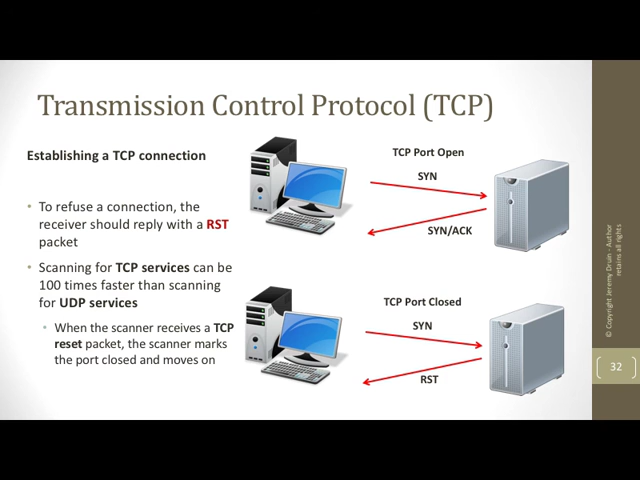 Transmission Control Protocol (TCP)
Establishing a TCP connection
• To refuse a connection, the
receiver should reply with a RST
packet
• Scanning for TCP services can be
100 times faster than scanning
for UDP services
• When the scanner receives a TCP
reset packet, the scanner marks
the port closed and moves on
TCP Port Open
SYN
SYN/ACK
TCP Port Closed
SYN
RST
© Copyright Jeremy Druin - Author
retains all rights
32